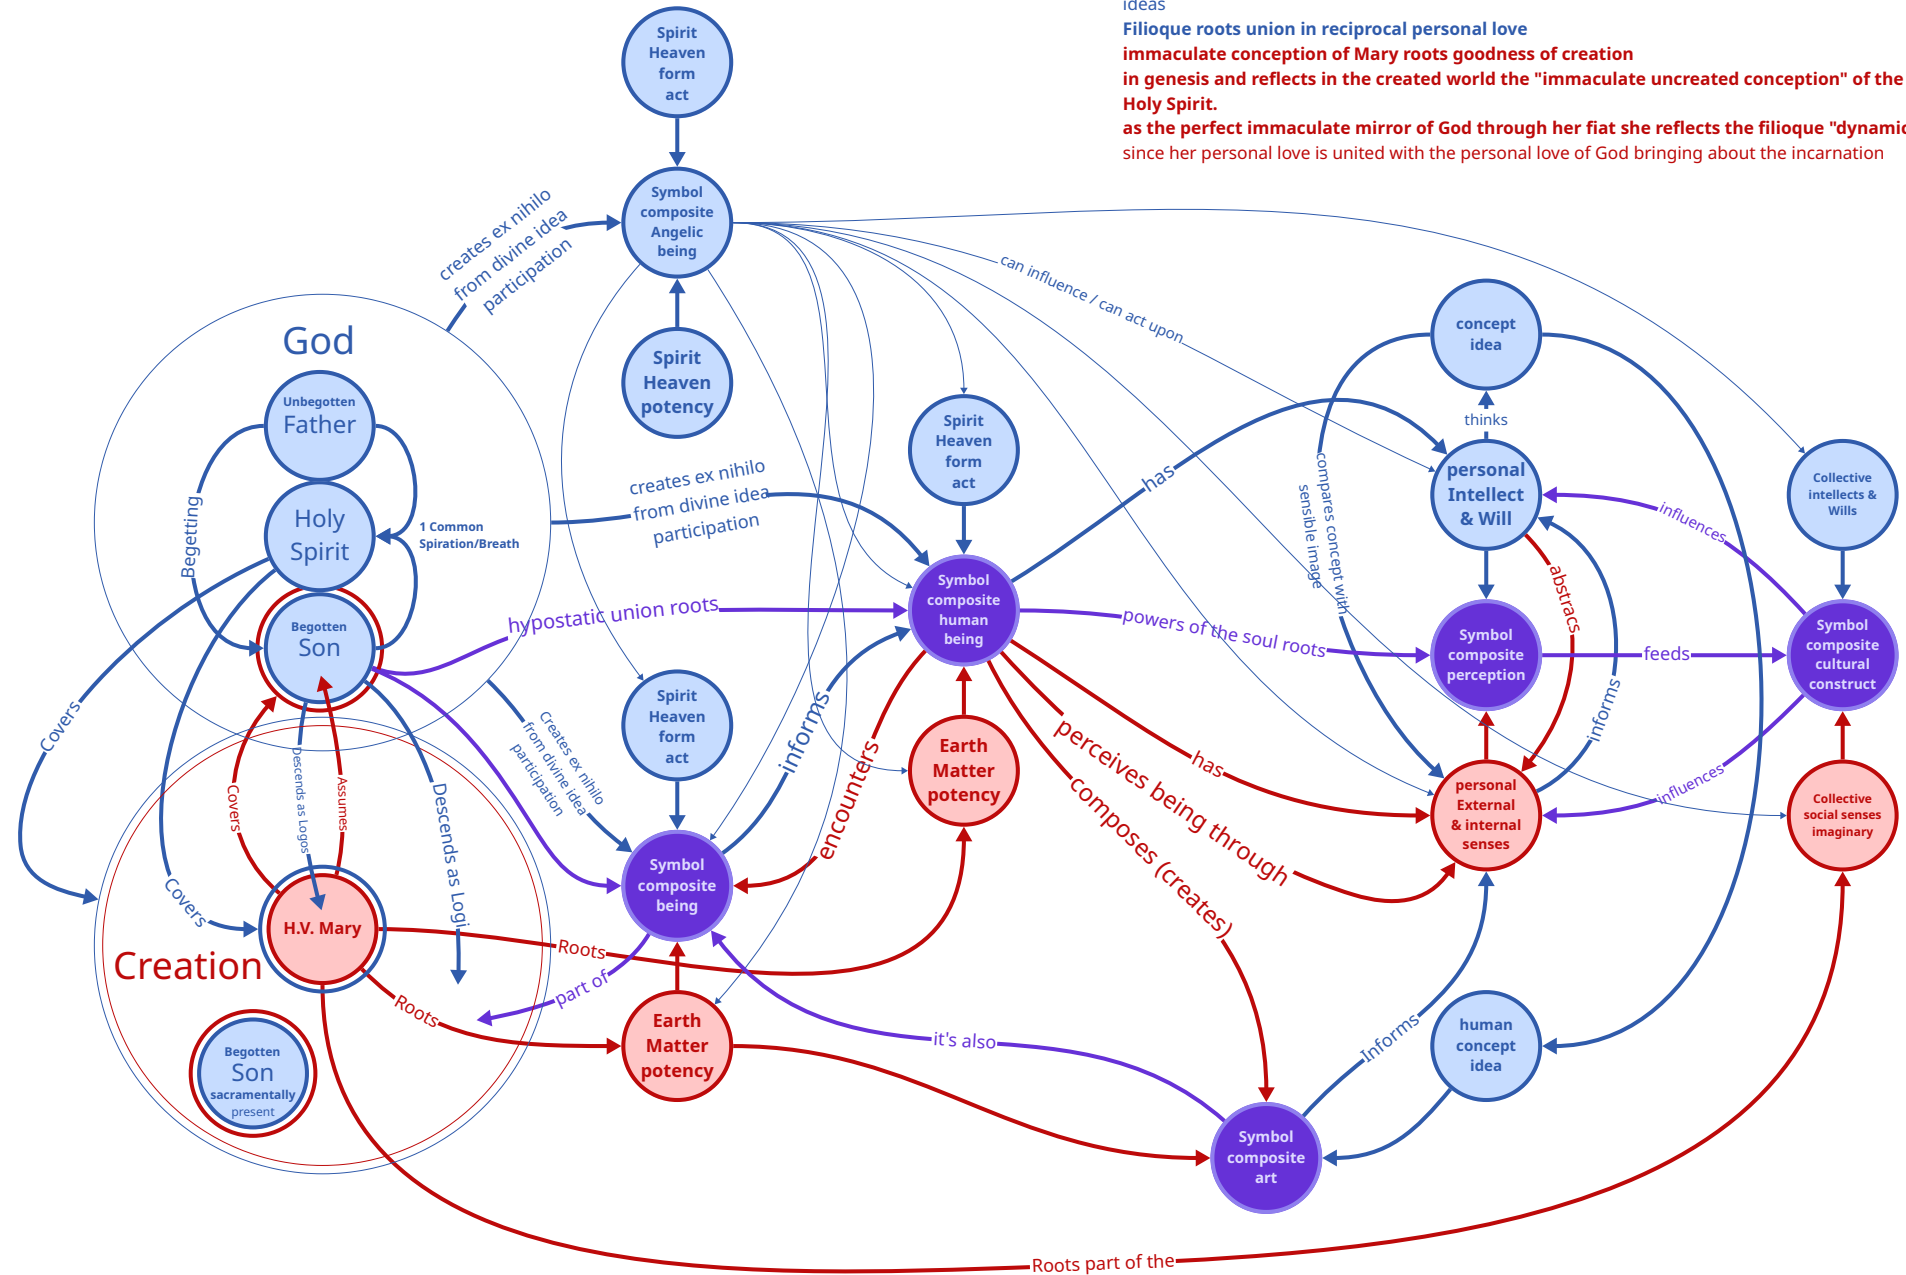 ideas
Filioque roots union in reciprocal personal love
immaculate conception of Mary roots goodness of creation
in genesis and reflects in the created world the "immaculate uncreated conception" of the
Holy Spirit.
as the perfect immaculate mirror of God through her fiat she reflects the filioque "dynamic
since her personal love is united with the personal love of God bringing about the incarnation
Spirit
Heaven
form
act
Symbol
composite
Angelic
being
Spirit
Heaven
potency
creates ex nihilo
from divine idea
participation
can influence / can act upon
God
Unbegotten
Father
Holy
Spirit
Begotten
Son
Begetting
1 Common
Spiration/Breath
creates ex nihilo
from divine idea
participation
hypostatic union roots
Creates ex nihilo
from divine idea
participation
Covers
Covers
Covers
Descends as Logos
Assumes
Descends as Logi
H.V. Mary
Creation
Begotten
Son
sacramentally
present
Roots
Roots
part of
Spirit
Heaven
form
act
Symbol
composite
being
Earth
Matter
potency
informs
encounters
Spirit
Heaven
form
act
Symbol
composite
human
being
Earth
Matter
potency
has
powers of the soul roots
has
perceives being through
composes (creates)
it's also
concept
idea
thinks
personal
Intellect
& Will
compares concept with
sensible image
Symbol
composite
perception
abstracs
informs
personal
External
& internal
senses
feeds
influences
influences
Collective
intellects &
Wills
Symbol
composite
cultural
construct
Collective
social senses
imaginary
human
concept
idea
Informs
Symbol
composite
art
Roots part of the